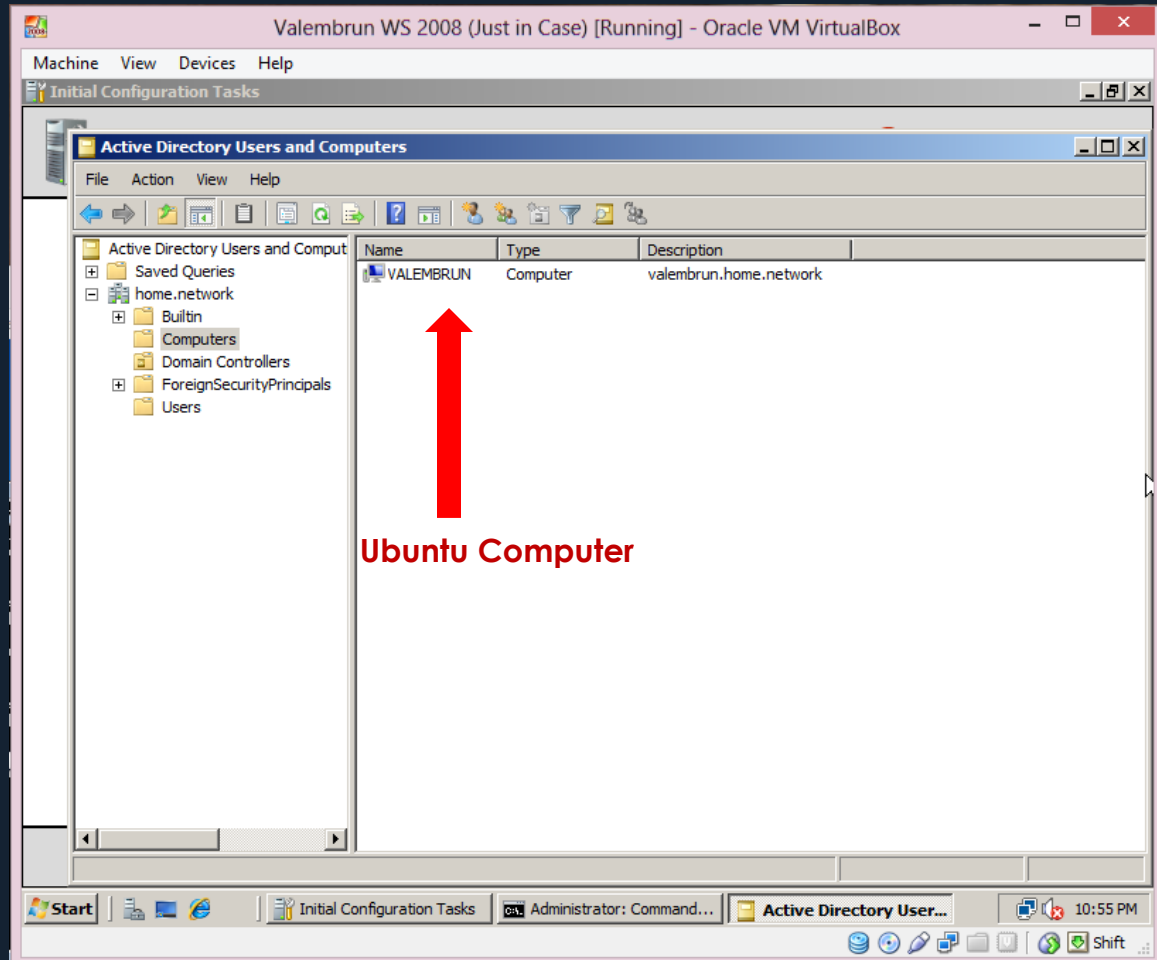 Valembrun WS 2008 (Just in Case) [Running] - Oracle VM VirtualBox
Machine View Devices Help
Initial Configuration Tasks
Active Directory Users and Computers
File Action View Help
Active Directory Users and Comput
Name Type Description
Saved Queries
VALEMBRUN Computer valembrun.home.network
home.network
Builtin
Computers
Domain Controllers
ForeignSecurityPrincipals
Users
Ubuntu Computer
Start Initial Configuration Tasks Administrator: Command... Active Directory User... 10:55 PM
Shift